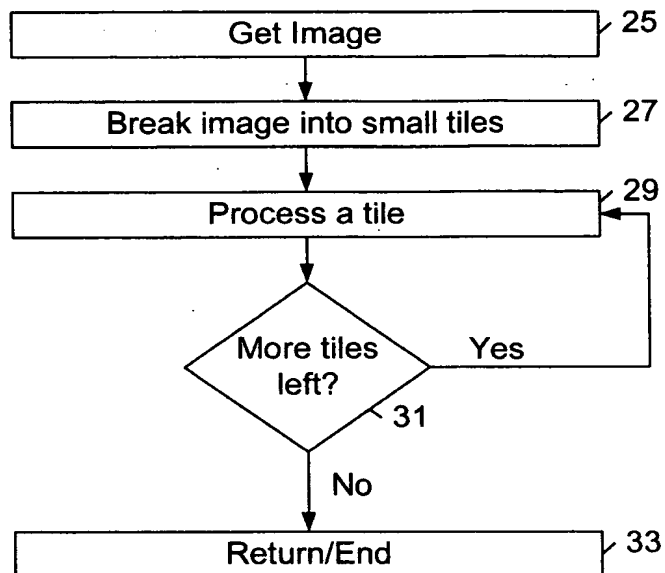 Get Image
25
Break image into small tiles
27
Process a tile
29
More tiles
left?
Yes
31
No
Return/End
33